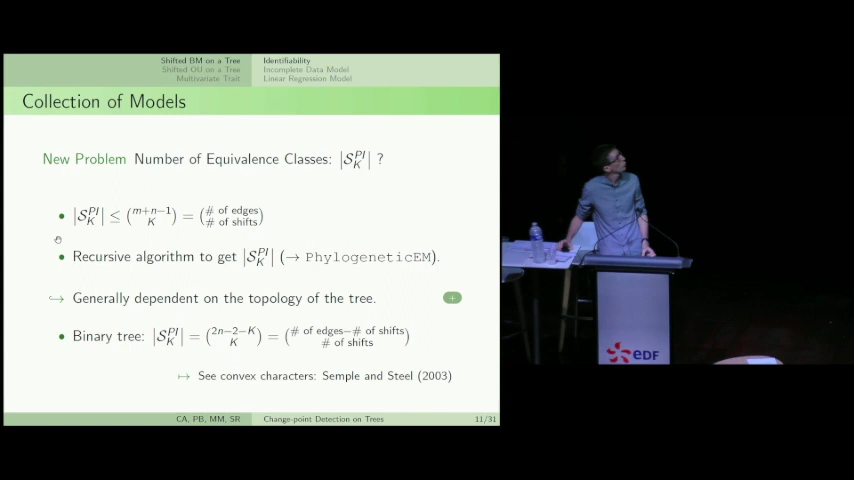 Shifted BM on a Tree Identifiability
Shifted OU on a Tree Incomplete Data Model
Multivariate Trait Linear Regression Model
Collection of Models
New Problem Number of Equivalence Classes: |S_K^{PI}| ?
• |S_K^{PI}| ≤ (m+n−1 K) = (# of edges # of shifts)
• Recursive algorithm to get |S_K^{PI}| (→ PhylogeneticEM).
↪ Generally dependent on the topology of the tree. +
• Binary tree: |S_K^{PI}| = (2n−2−K K) = (# of edges−# of shifts # of shifts)
↦ See convex characters: Semple and Steel (2003)
CA, PB, MM, SR Change-point Detection on Trees 11/31
eDF